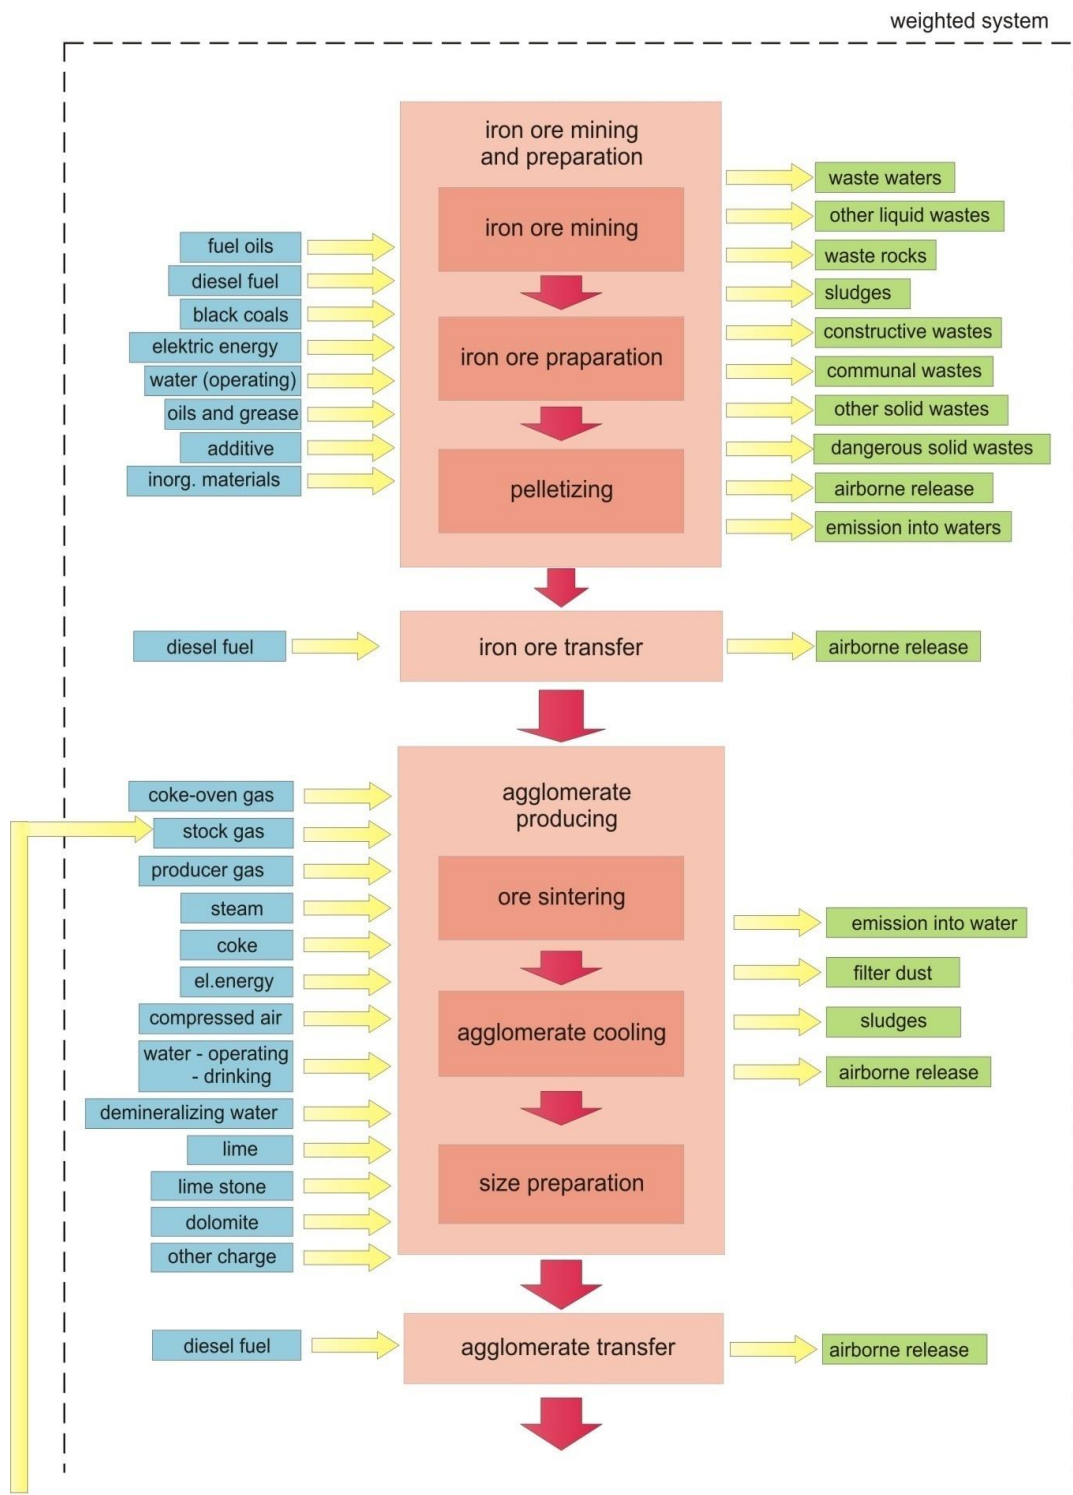 weighted system
iron ore mining
and preparation
iron ore mining
iron ore praparation
pelletizing
fuel oils
diesel fuel
black coals
elektric energy
water (operating)
oils and grease
additive
inorg. materials
waste waters
other liquid wastes
waste rocks
sludges
constructive wastes
communal wastes
other solid wastes
dangerous solid wastes
airborne release
emission into waters
diesel fuel
iron ore transfer
airborne release
agglomerate
producing
ore sintering
agglomerate cooling
size preparation
coke-oven gas
stock gas
producer gas
steam
coke
el.energy
compressed air
water - operating
- drinking
demineralizing water
lime
lime stone
dolomite
other charge
emission into water
filter dust
sludges
airborne release
diesel fuel
agglomerate transfer
airborne release